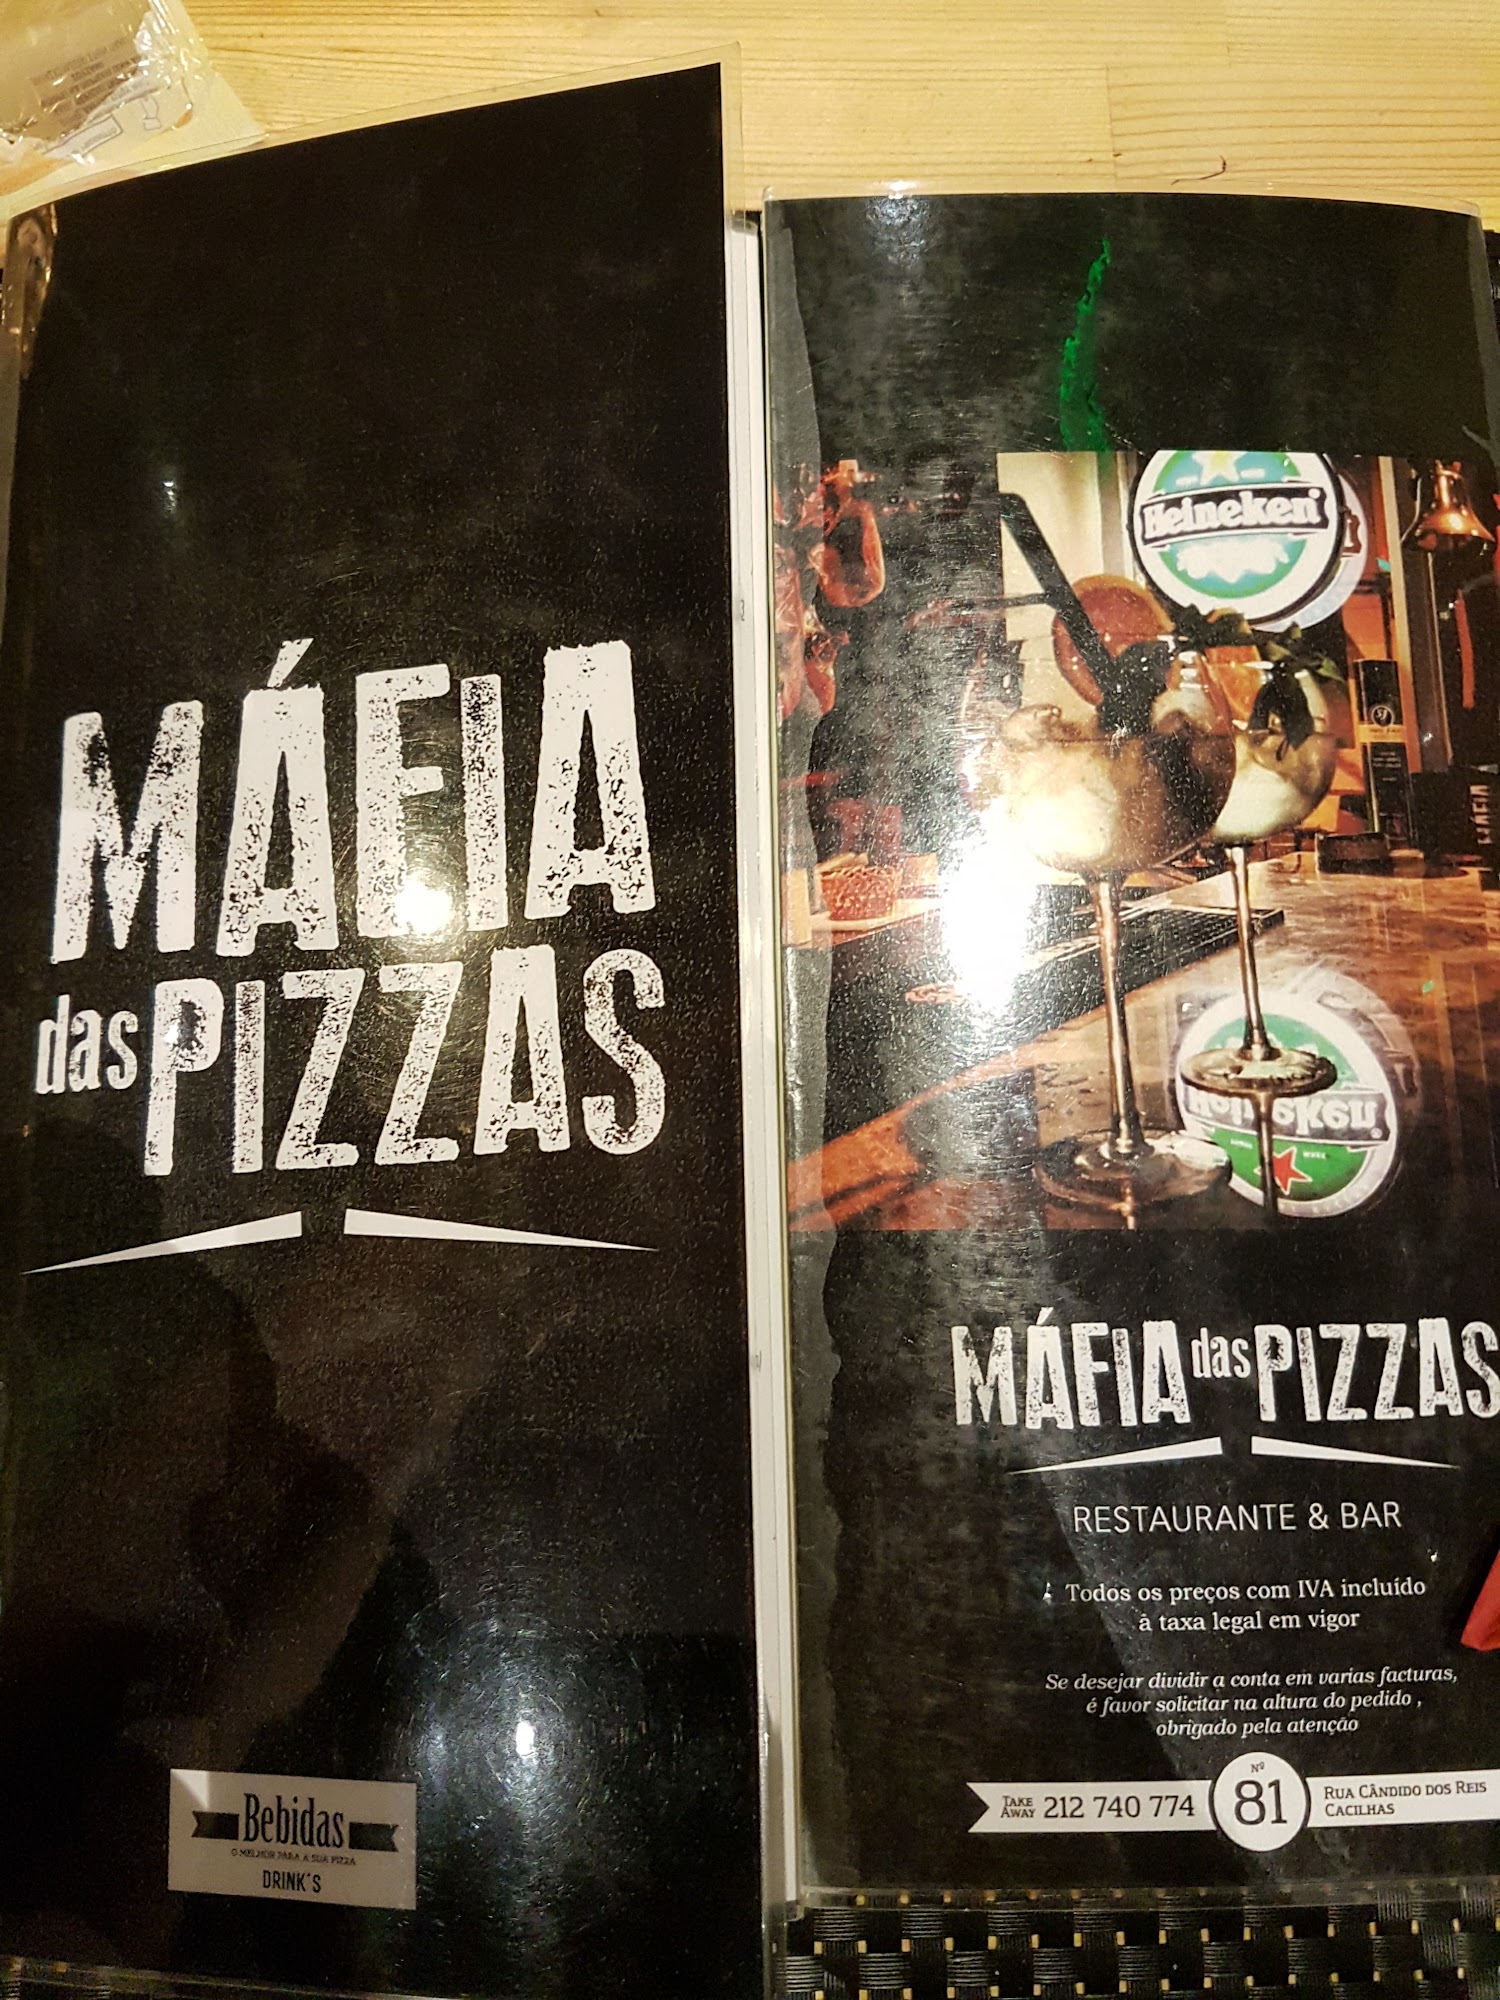 MÁFIA
das PIZZAS
Bebidas
O MELHOR PARA A SUA PIZZA
DRINK´S
Heineken
MÁFIA
Heineken
MÁFIA das PIZZAS
RESTAURANTE & BAR
Todos os preços com IVA incluído
à taxa legal em vigor
Se desejar dividir a conta em varias facturas,
é favor solicitar na altura do pedido ,
obrigado pela atenção
TAKE AWAY 212 740 774
Nº 81
RUA CÂNDIDO DOS REIS
CACILHAS